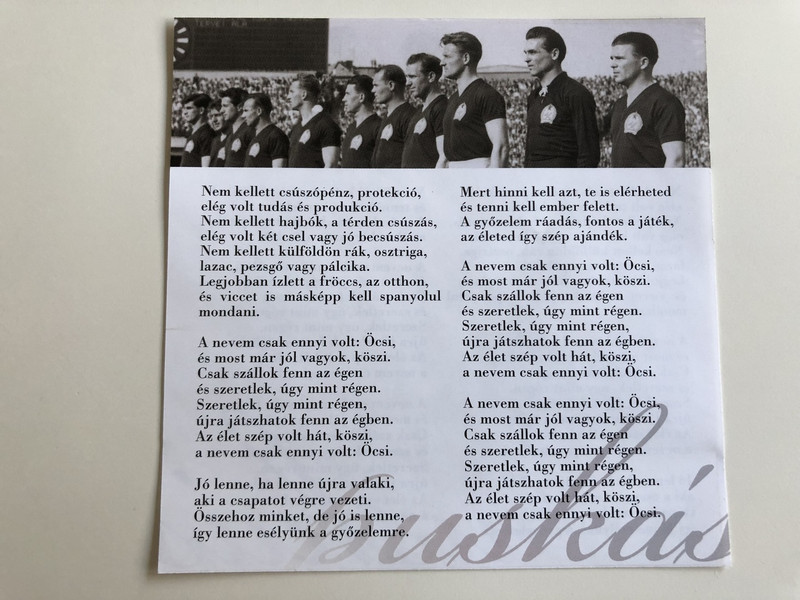 Nem kellett csúszópénz, protekció,
elég volt tudás és produkció.
Nem kellett hajbók, a térden csúszás,
elég volt két csel vagy jó becsúszás.
Nem kellett külföldön rák, osztriga,
lazac, pezsgő vagy pálcika.
Legjobban ízlett a fröccs, az otthon,
és viccet is másképp kell spanyolul
mondani.
A nevem csak ennyi volt: Öcsi,
és most már jól vagyok, köszi.
Csak szállok fenn az égen
és szeretlek, úgy mint régen.
Szeretlek, úgy mint régen,
újra játszhatok fenn az égben.
Az élet szép volt hát, köszi,
a nevem csak ennyi volt: Öcsi.
Jó lenne, ha lenne újra valaki,
aki a csapatot végre vezeti.
Összehoz minket, de jó is lenne,
így lenne esélyünk a győzelemre.
Mert hinni kell azt, te is elérheted
és tenni kell ember felett.
A győzelem ráadás, fontos a játék,
az életed így szép ajándék.
A nevem csak ennyi volt: Öcsi,
és most már jól vagyok, köszi.
Csak szállok fenn az égen
és szeretlek, úgy mint régen.
Szeretlek, úgy mint régen,
újra játszhatok fenn az égben.
Az élet szép volt hát, köszi,
a nevem csak ennyi volt: Öcsi.
A nevem csak ennyi volt: Öcsi,
és most már jól vagyok, köszi.
Csak szállok fenn az égen
és szeretlek, úgy mint régen.
Szeretlek, úgy mint régen,
újra játszhatok fenn az égben.
Az élet szép volt hát, köszi,
a nevem csak ennyi volt: Öcsi.
buskás